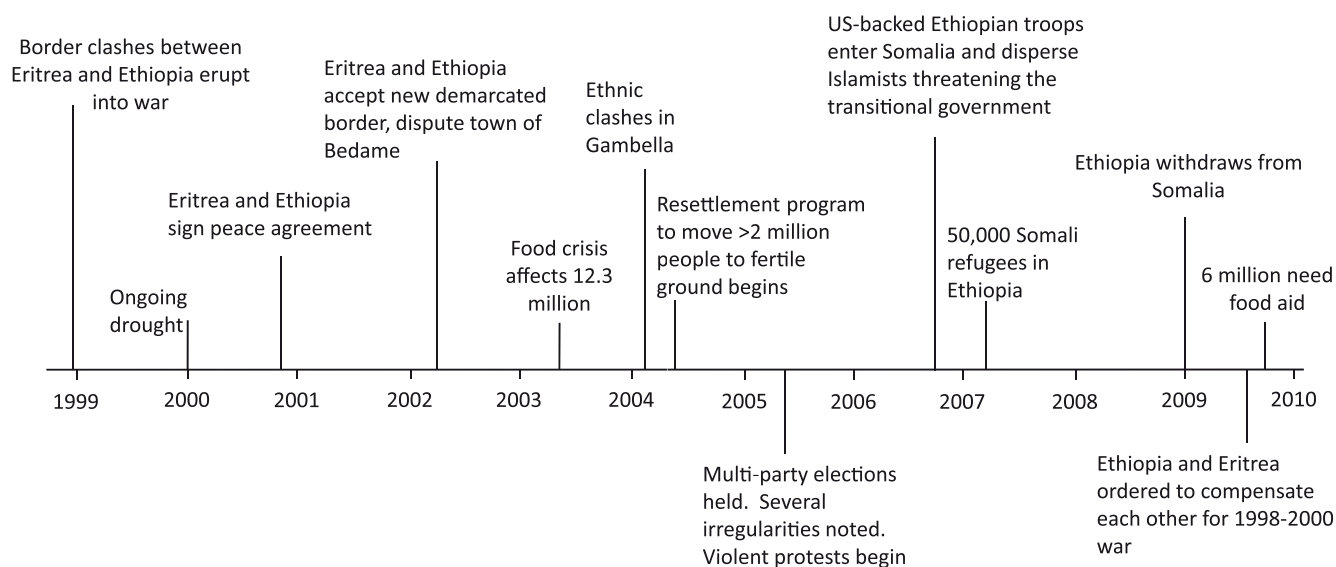 Border clashes between
Eritrea and Ethiopia erupt
into war
Ongoing
drought
Eritrea and Ethiopia
sign peace agreement
Eritrea and Ethiopia
accept new demarcated
border, dispute town of
Bedame
Food crisis
affects 12.3
million
Ethnic
clashes in
Gambella
Resettlement program
to move >2 million
people to fertile
ground begins
US-backed Ethiopian troops
enter Somalia and disperse
Islamists threatening the
transitional government
50,000 Somali
refugees in
Ethiopia
Ethiopia withdraws from
Somalia
6 million need
food aid
1999 2000 2001 2002 2003 2004 2005 2006 2007 2008 2009 2010
Multi-party elections
held.  Several
irregularities noted.
Violent protests begin
Ethiopia and Eritrea
ordered to compensate
each other for 1998-2000
war